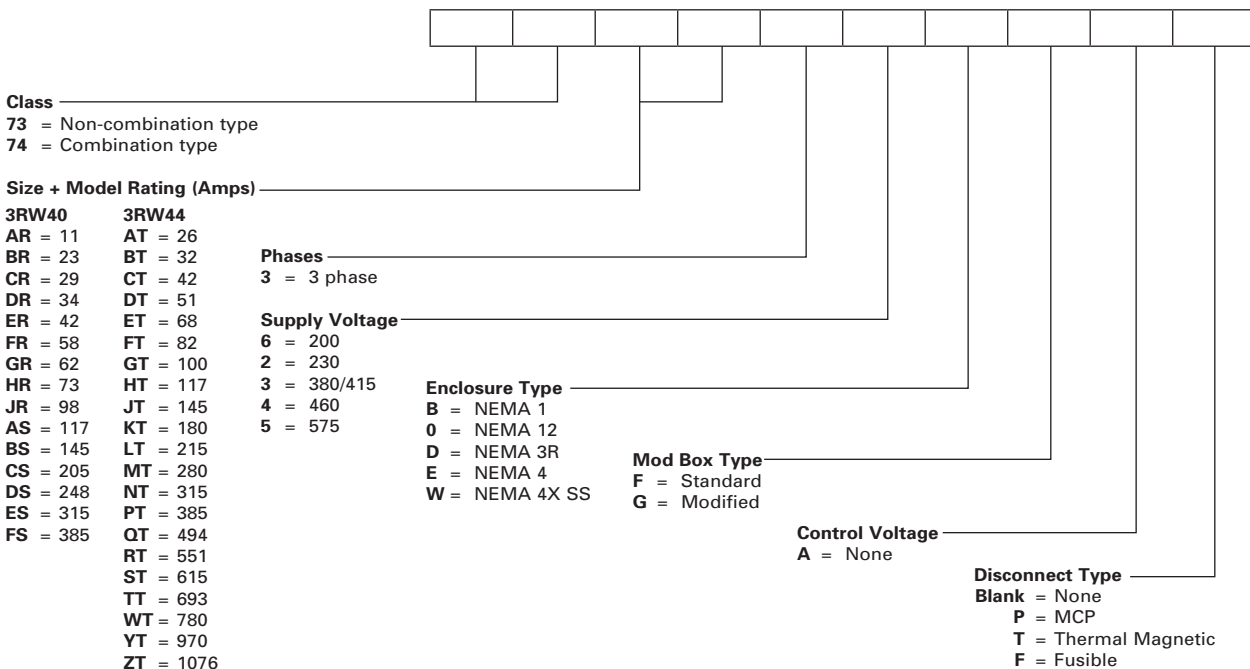 Class
73 = Non-combination type
74 = Combination type
Size + Model Rating (Amps)
3RW40 3RW44
AR = 11 AT = 26
BR = 23 BT = 32
CR = 29 CT = 42
DR = 34 DT = 51
ER = 42 ET = 68
FR = 58 FT = 82
GR = 62 GT = 100
HR = 73 HT = 117
JR = 98 JT = 145
AS = 117 KT = 180
BS = 145 LT = 215
CS = 205 MT = 280
DS = 248 NT = 315
ES = 315 PT = 385
FS = 385 QT = 494
RT = 551
ST = 615
TT = 693
WT = 780
YT = 970
ZT = 1076
Phases
3 = 3 phase
Supply Voltage
6 = 200
2 = 230
3 = 380/415
4 = 460
5 = 575
Enclosure Type
B = NEMA 1
0 = NEMA 12
D = NEMA 3R
E = NEMA 4
W = NEMA 4X SS
Mod Box Type
F = Standard
G = Modified
Control Voltage
A = None
Disconnect Type
Blank = None
P = MCP
T = Thermal Magnetic
F = Fusible